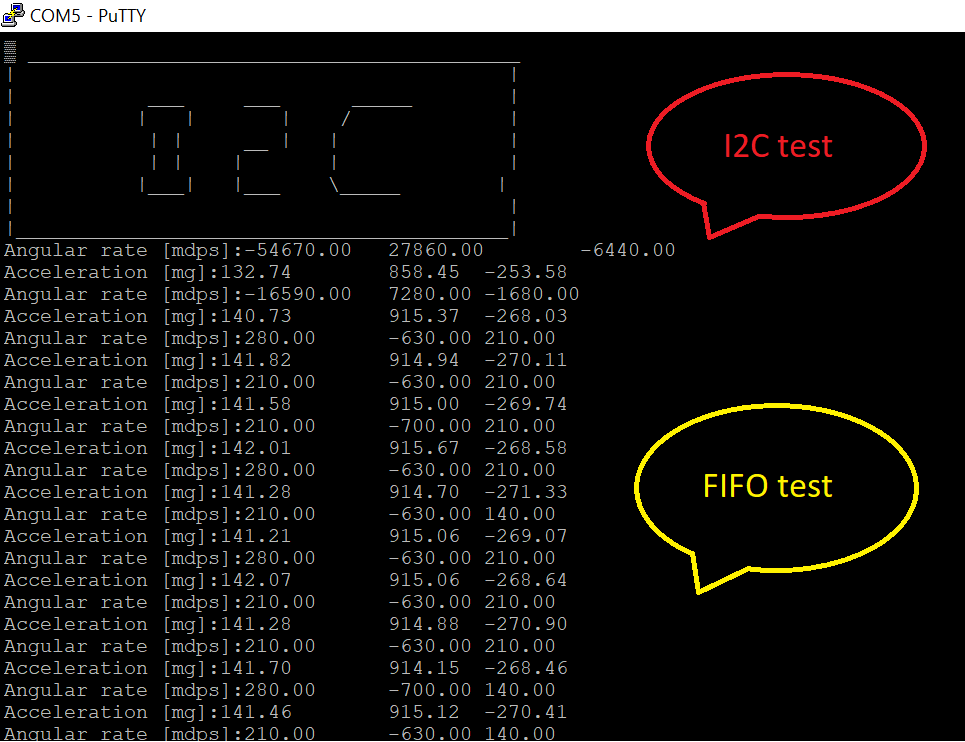 COM5 - PuTTY
I2C
I2C test
Angular rate [mdps]:-54670.00 27860.00 -6440.00
Acceleration [mg]:132.74 858.45 -253.58
Angular rate [mdps]:-16590.00 7280.00 -1680.00
Acceleration [mg]:140.73 915.37 -268.03
Angular rate [mdps]:280.00 -630.00 210.00
Acceleration [mg]:141.82 914.94 -270.11
Angular rate [mdps]:210.00 -630.00 210.00
Acceleration [mg]:141.58 915.00 -269.74
Angular rate [mdps]:210.00 -700.00 210.00
Acceleration [mg]:142.01 915.67 -268.58
Angular rate [mdps]:280.00 -630.00 210.00
Acceleration [mg]:141.28 914.70 -271.33
FIFO test
Angular rate [mdps]:210.00 -630.00 140.00
Acceleration [mg]:141.21 915.06 -269.07
Angular rate [mdps]:280.00 -630.00 210.00
Acceleration [mg]:142.07 915.06 -268.64
Angular rate [mdps]:210.00 -630.00 210.00
Acceleration [mg]:141.28 914.88 -270.90
Angular rate [mdps]:210.00 -630.00 210.00
Acceleration [mg]:141.70 914.15 -268.46
Angular rate [mdps]:280.00 -700.00 140.00
Acceleration [mg]:141.46 915.12 -270.41
Angular rate [mdps]:210.00 -630.00 140.00